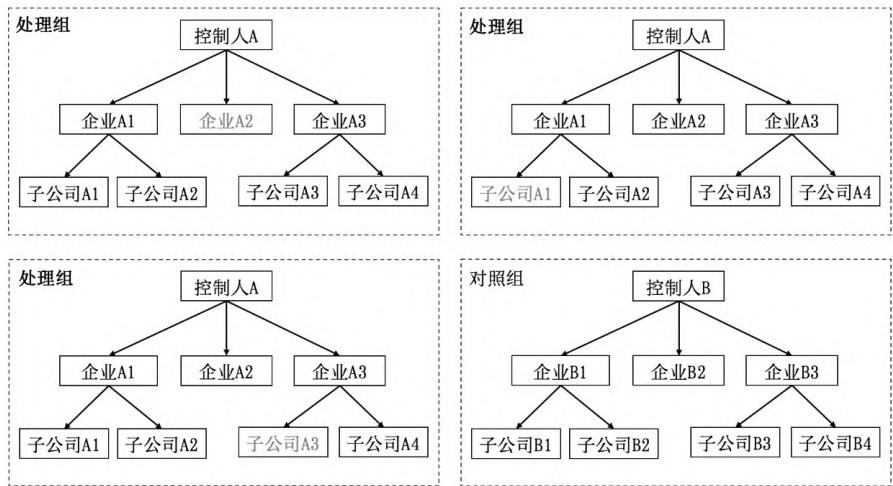 处理组
控制人A
企业A1 企业A2 企业A3
子公司A1 子公司A2 子公司A3 子公司A4
处理组
控制人A
企业A1 企业A2 企业A3
子公司A1 子公司A2 子公司A3 子公司A4
处理组
控制人A
企业A1 企业A2 企业A3
子公司A1 子公司A2 子公司A3 子公司A4
对照组
控制人B
企业B1 企业B2 企业B3
子公司B1 子公司B2 子公司B3 子公司B4